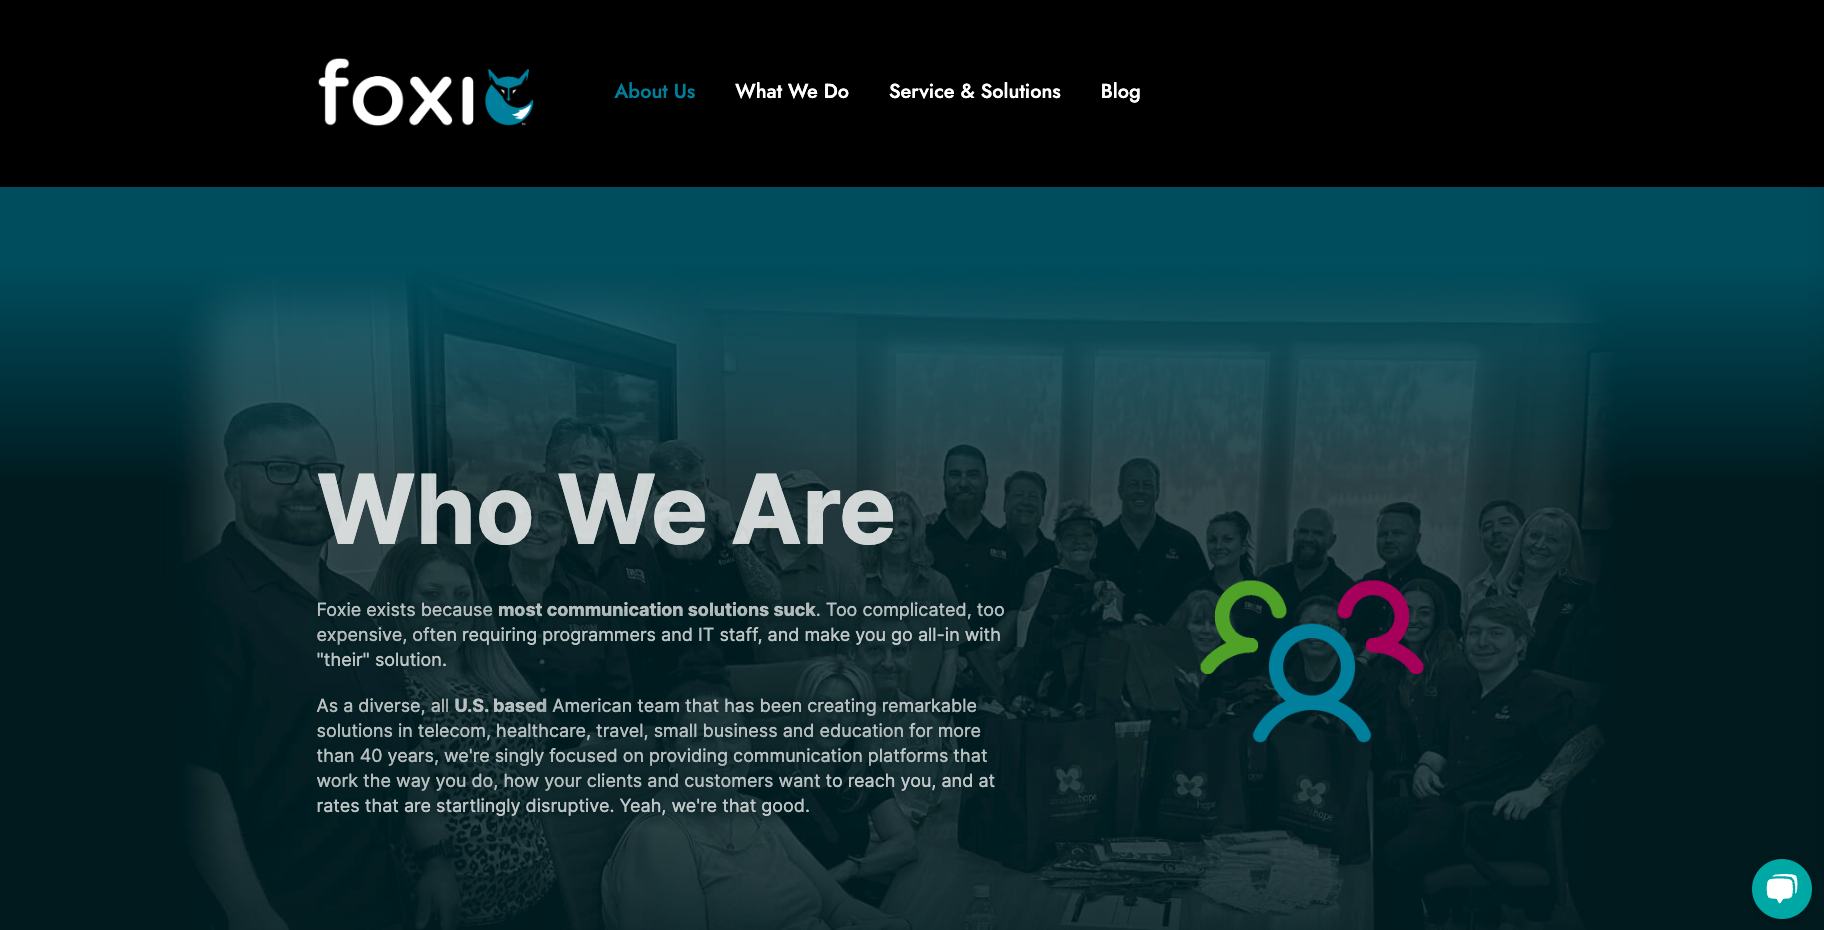 foxi
About Us
What We Do
Service & Solutions
Blog
Who We Are
Foxie exists because most communication solutions suck. Too complicated, too
expensive, often requiring programmers and IT staff, and make you go all-in with
"their" solution.
As a diverse, all U.S. based American team that has been creating remarkable
solutions in telecom, healthcare, travel, small business and education for more
than 40 years, we're singly focused on providing communication platforms that
work the way you do, how your clients and customers want to reach you, and at
rates that are startlingly disruptive. Yeah, we're that good.
hope
hope